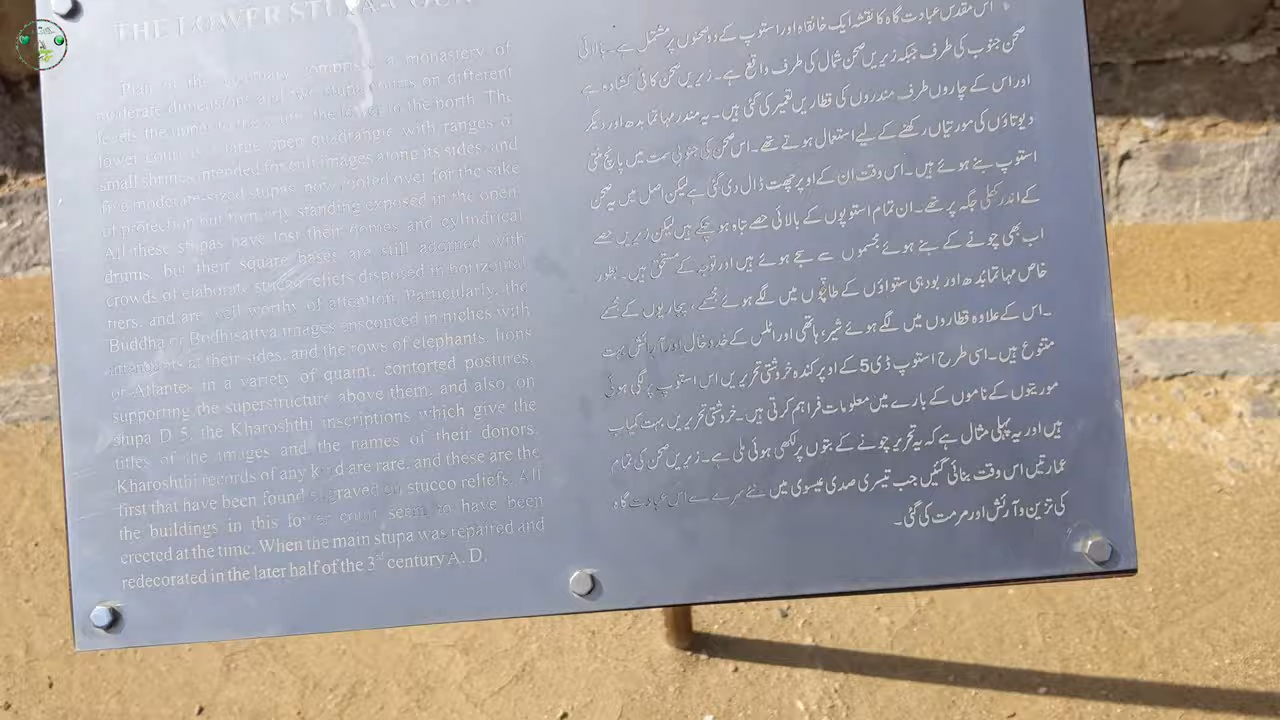 THE LOWER STUPA-COUR
Plan of the sanctuary comprises a monastery of
moderate dimensions and two stupa courts on different
levels the upper to the south, the lower to the north. The
lower court is a large open quadrangle with ranges of
small shrines intended for cult images along its sides, and
five moderate-sized stupas now roofed over for the sake
of protection but formerly standing exposed in the open.
All these stupas have lost their domes and cylindrical
drums, but their square bases are still adorned with
crowds of elaborate stucco reliefs disposed in horizontal
tiers, and are well worthy of attention. Particularly, the
Buddha or Bodhisattva images ensconced in niches with
at their sides, and the rows of elephants, lions
or Atlantes in a variety of quaint, contorted postures,
supporting the superstructure above them, and also, on
stupa D 5, the Kharoshthi inscriptions which give the
titles of the images and the names of their donors.
Kharoshthi records of any kind are rare, and these are the
first that have been found engraved on stucco reliefs. All
the buildings in this lower court seem to have been
erected at the time. When the main stupa was repaired and
redecorated in the later half of the 3rd century A. D.
اس مقدس عبادت گاہ کا نقشہ ایک خانقاہ اور استوپ کے دو صحنوں پر مشتمل ہے۔ بالائی
صحن جنوب کی طرف جبکہ زیریں صحن شمال کی طرف واقع ہے۔ زیریں صحن کافی کشادہ ہے
اور اس کے چاروں طرف مندروں کی قطاریں تعمیر کی گئی ہیں۔ یہ مندر مہاتما بدھ اور دیگر
دیوتاؤں کی مورتیاں رکھنے کے لیے استعمال ہوتے تھے۔ اس صحن کی جنوبی سمت میں پانچ منتی
استوپ بنے ہوئے ہیں۔ اس وقت ان کے اوپر چھت ڈال دی گئی ہے لیکن اصل میں یہ صحن
کے اندر کھلی جگہ پر تھے۔ ان تمام استوپوں کے بالائی حصے تباہ ہو چکے ہیں لیکن زیریں حصے
اب بھی چونے کے بنے ہوئے مجسموں سے سجے ہوئے ہیں اور توجہ کے مستحق ہیں۔ بطور
خاص مہاتما بدھ اور بودھی ستواؤں کے طاقچوں میں لگے ہوئے مجسمے، پجاریوں کے مجسمے
۔اس کے علاوہ قطاروں میں لگے ہوئے شیر، ہاتھی اور اٹلس کے خدوخال اور آرائش بہت
متنوع ہیں۔ اسی طرح استوپ ڈی5 کے اوپر کندہ خروشتی تحریریں اس استوپ پر لگی ہوئی
مورتیوں کے ناموں کے بارے میں معلومات فراہم کرتی ہیں۔ خروشتی تحریریں بہت کمیاب
ہیں اور یہ پہلی مثال ہے کہ یہ تحریر چونے کے بتوں پر لکھی ہوئی ملی ہے۔ زیریں صحن کی تمام
عمارتیں اس وقت بنائی گئیں جب تیسری صدی عیسوی میں نئے سرے سے اس عبادت گاہ
کی تزین و آرائش اور مرمت کی گئی۔